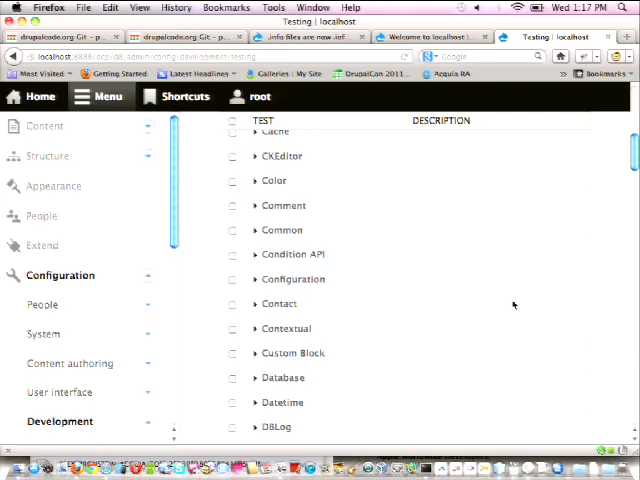 Firefox File Edit View History Bookmarks Tools Window Help Wed 1:17 PM
Testing | localhost
drupalcode.org Git - p... drupalcode.org Git - p... .info files are now .inf... Welcome to localhost | ... Testing | localhost
localhost:8888/dcp/d8/admin/config/development/testing Google
Most Visited Getting Started Latest Headlines Galleries | My Site DrupalCon 2011... Acquia RA Bookmarks
Home Menu Shortcuts root
TEST DESCRIPTION
Content
Cache
Structure
CKEditor
Appearance
Color
People
Comment
Extend
Common
Condition API
Configuration
Configuration
People
Contact
System
Contextual
Content authoring
Custom Block
User interface
Database
Datetime
Development
DBLog